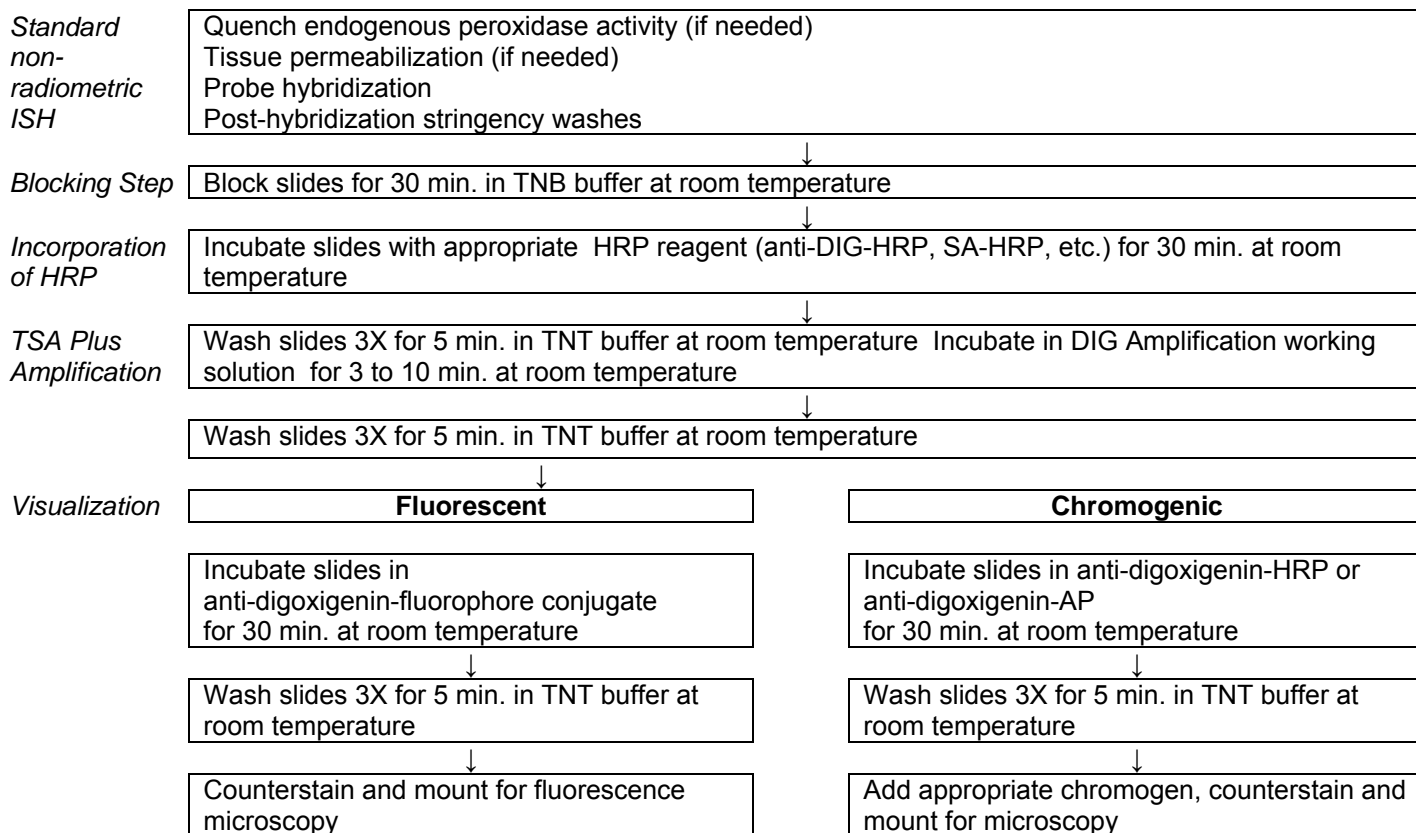 Standard
non-
radiometric
ISH
Quench endogenous peroxidase activity (if needed)
Tissue permeabilization (if needed)
Probe hybridization
Post-hybridization stringency washes
↓
Blocking Step
Block slides for 30 min. in TNB buffer at room temperature
↓
Incorporation
of HRP
Incubate slides with appropriate  HRP reagent (anti-DIG-HRP, SA-HRP, etc.) for 30 min. at room
temperature
↓
TSA Plus
Amplification
Wash slides 3X for 5 min. in TNT buffer at room temperature  Incubate in DIG Amplification working
solution  for 3 to 10 min. at room temperature
↓
Wash slides 3X for 5 min. in TNT buffer at room temperature
↓
Visualization
Fluorescent
Incubate slides in
anti-digoxigenin-fluorophore conjugate
for 30 min. at room temperature
↓
Wash slides 3X for 5 min. in TNT buffer at
room temperature
↓
Counterstain and mount for fluorescence
microscopy
Chromogenic
Incubate slides in anti-digoxigenin-HRP or
anti-digoxigenin-AP
for 30 min. at room temperature
↓
Wash slides 3X for 5 min. in TNT buffer at
room temperature
↓
Add appropriate chromogen, counterstain and
mount for microscopy